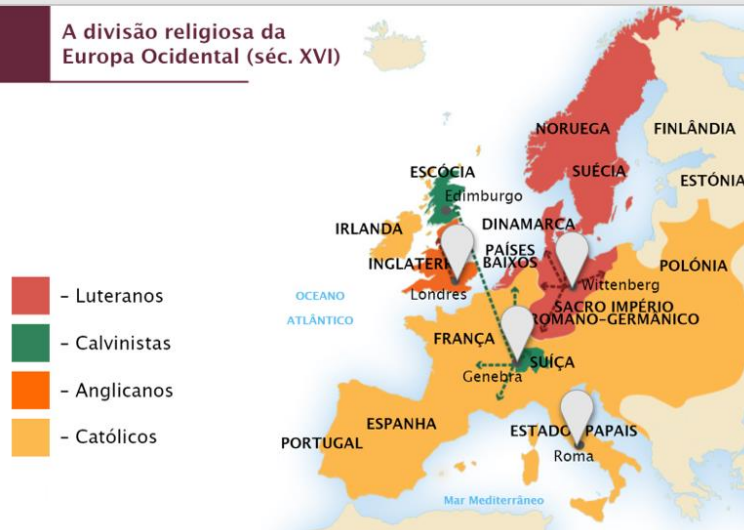 A divisão religiosa da
Europa Ocidental (séc. XVI)
NORUEGA
FINLÂNDIA
SUÉCIA
ESTÓNIA
ESCÓCIA
Edimburgo
IRLANDA
DINAMARCA
PAÍSES
BAIXOS
INGLATER
Londres
POLÓNIA
Wittenberg
SACRO IMPÉRIO
ROMANO-GERMÂNICO
OCEANO
ATLÂNTICO
FRANÇA
SUÍÇA
Genebra
ESPANHA
PORTUGAL
ESTADO PAPAIS
Roma
Mar Mediterrâneo
– Luteranos
– Calvinistas
– Anglicanos
– Católicos